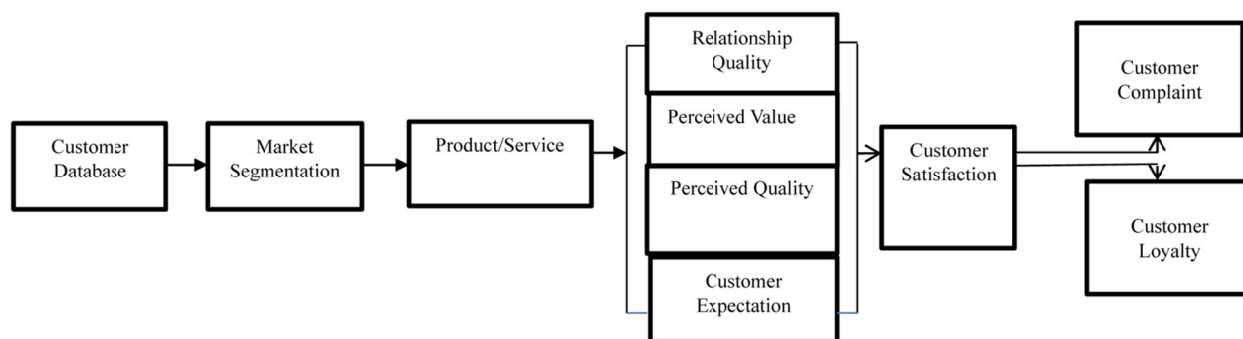 Customer
Database
Market
Segmentation
Product/Service
Relationship
Quality
Perceived Value
Perceived Quality
Customer
Expectation
Customer
Satisfaction
Customer
Complaint
Customer
Loyalty